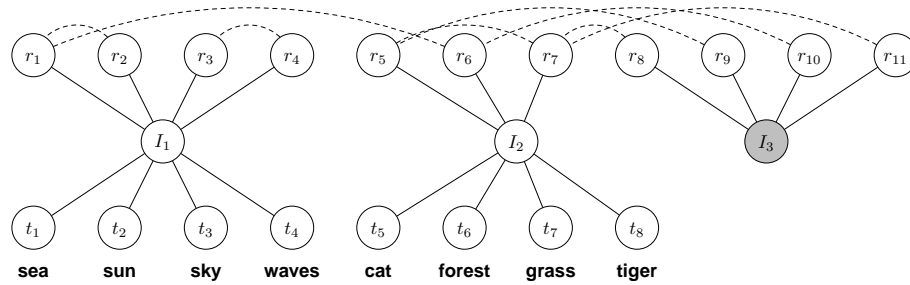 r1 r2 r3 r4 r5 r6 r7 r8 r9 r10 r11
I1 I2 I3
t1 t2 t3 t4 t5 t6 t7 t8
sea sun sky waves cat forest grass tiger